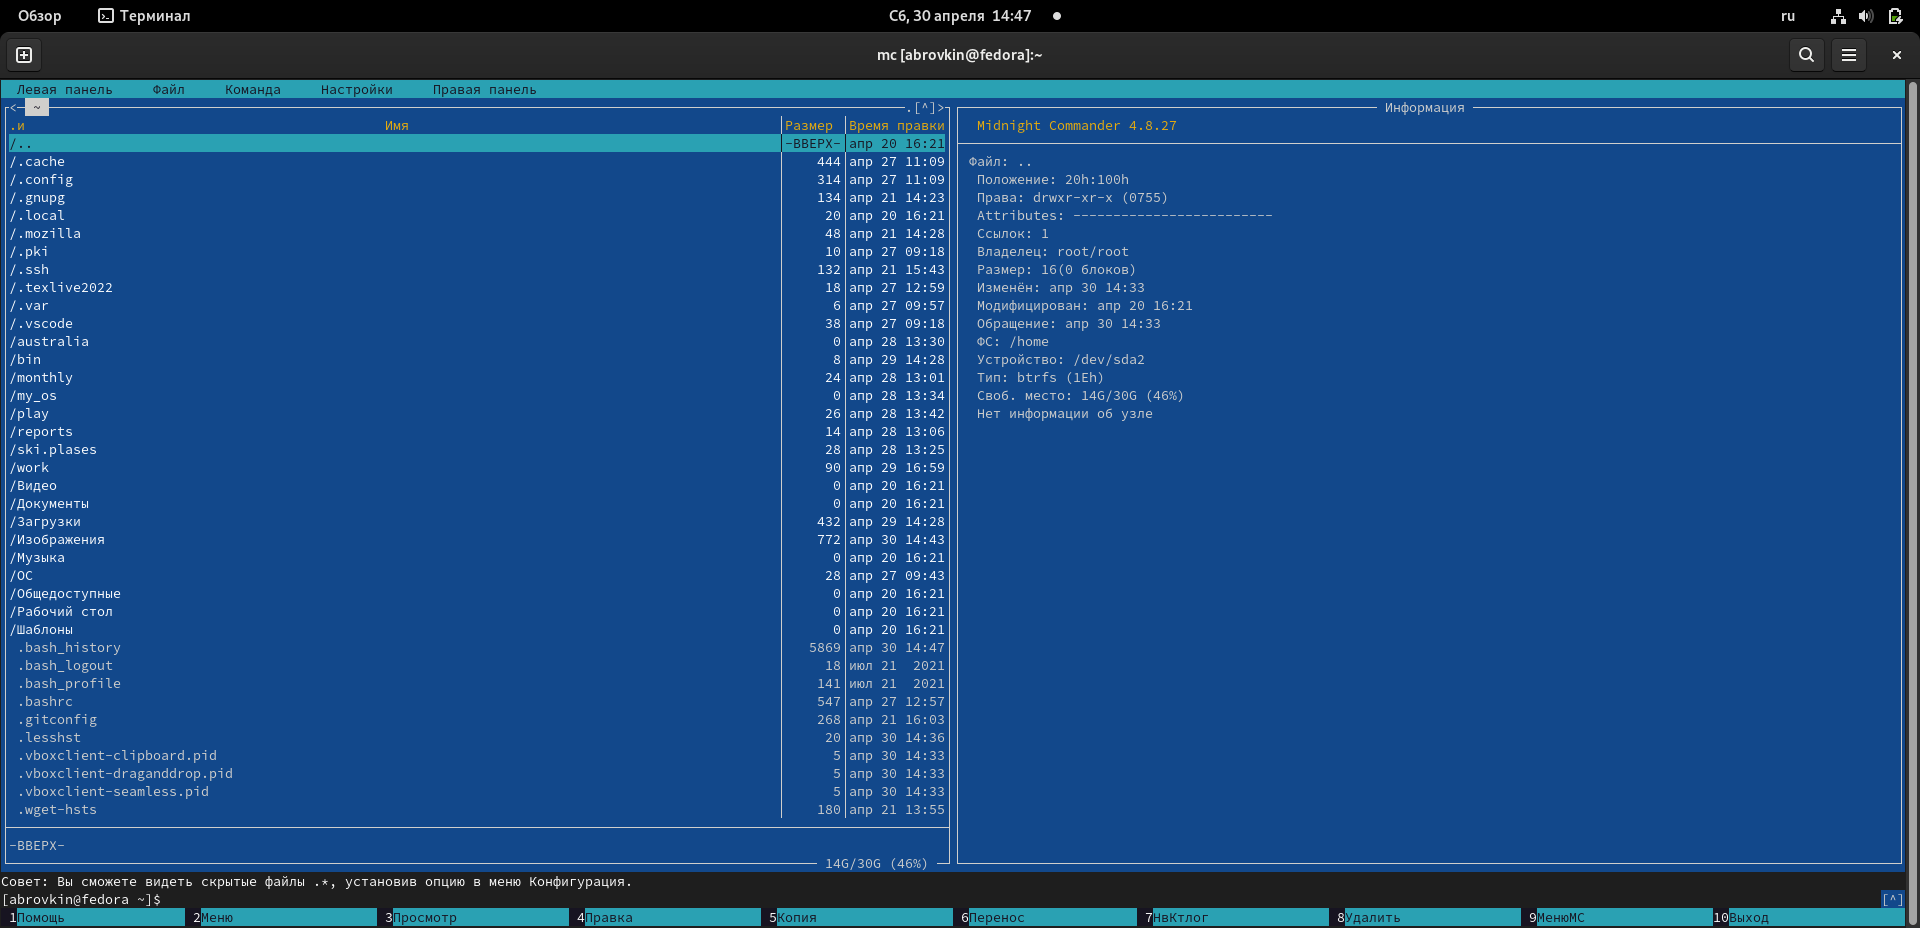 Обзор Терминал Сб, 30 апреля 14:47 ru
mc [abrovkin@fedora]:~
Левая панель Файл Команда Настройки Правая панель
<─ ~ .[^]> Информация
.и Имя Размер Время правки Midnight Commander 4.8.27
/.. -ВВЕРХ- апр 20 16:21
/.cache 444 апр 27 11:09 Файл: ..
/.config 314 апр 27 11:09 Положение: 20h:100h
/.gnupg 134 апр 21 14:23 Права: drwxr-xr-x (0755)
/.local 20 апр 20 16:21 Attributes: -------------------------
/.mozilla 48 апр 21 14:28 Ссылок: 1
/.pki 10 апр 27 09:18 Владелец: root/root
/.ssh 132 апр 21 15:43 Размер: 16(0 блоков)
/.texlive2022 18 апр 27 12:59 Изменён: апр 30 14:33
/.var 6 апр 27 09:57 Модифицирован: апр 20 16:21
/.vscode 38 апр 27 09:18 Обращение: апр 30 14:33
/australia 0 апр 28 13:30 ФС: /home
/bin 8 апр 29 14:28 Устройство: /dev/sda2
/monthly 24 апр 28 13:01 Тип: btrfs (1Eh)
/my_os 0 апр 28 13:34 Своб. место: 14G/30G (46%)
/play 26 апр 28 13:42 Нет информации об узле
/reports 14 апр 28 13:06
/ski.plases 28 апр 28 13:25
/work 90 апр 29 16:59
/Видео 0 апр 20 16:21
/Документы 0 апр 20 16:21
/Загрузки 432 апр 29 14:28
/Изображения 772 апр 30 14:43
/Музыка 0 апр 20 16:21
/ОС 28 апр 27 09:43
/Общедоступные 0 апр 20 16:21
/Рабочий стол 0 апр 20 16:21
/Шаблоны 0 апр 20 16:21
.bash_history 5869 апр 30 14:47
.bash_logout 18 июл 21 2021
.bash_profile 141 июл 21 2021
.bashrc 547 апр 27 12:57
.gitconfig 268 апр 21 16:03
.lesshst 20 апр 30 14:36
.vboxclient-clipboard.pid 5 апр 30 14:33
.vboxclient-draganddrop.pid 5 апр 30 14:33
.vboxclient-seamless.pid 5 апр 30 14:33
.wget-hsts 180 апр 21 13:55
-ВВЕРХ-
14G/30G (46%)
Совет: Вы сможете видеть скрытые файлы .*, установив опцию в меню Конфигурация.
[abrovkin@fedora ~]$ [^]
1Помощь 2Меню 3Просмотр 4Правка 5Копия 6Перенос 7НвКтлог 8Удалить 9МенюМС 10Выход